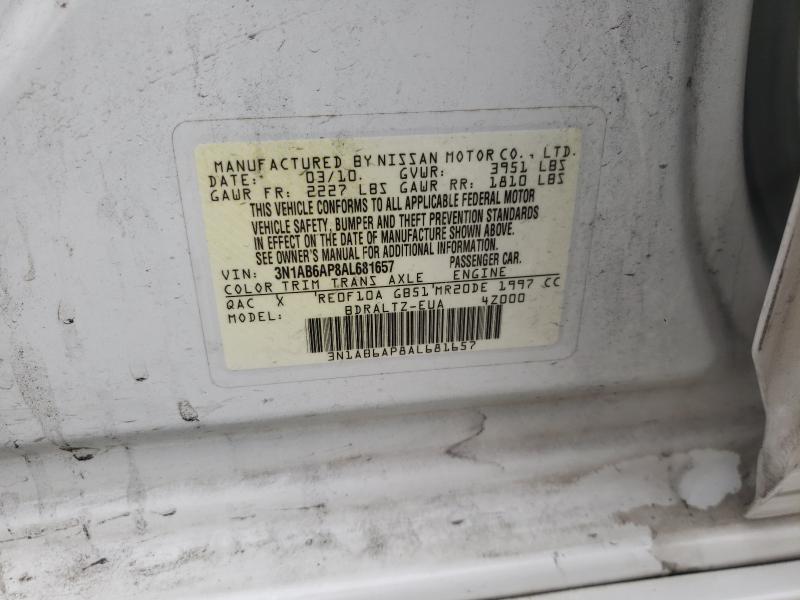 MANUFACTURED BY NISSAN MOTOR CO., LTD.
DATE: 03/10. GVWR: 3951 LBS
GAWR FR: 2227 LBS GAWR RR: 1810 LBS
THIS VEHICLE CONFORMS TO ALL APPLICABLE FEDERAL MOTOR
VEHICLE SAFETY, BUMPER AND THEFT PREVENTION STANDARDS
IN EFFECT ON THE DATE OF MANUFACTURE SHOWN ABOVE.
SEE OWNER'S MANUAL FOR ADDITIONAL INFORMATION.
VIN: 3N1AB6AP8AL681657 PASSENGER CAR.
COLOR TRIM TRANS AXLE ENGINE
QAC X RE0F10A GB51 MR20DE 1997 CC
MODEL: BDRALTZ-EUA 4Z000
3N1AB6AP8AL681657